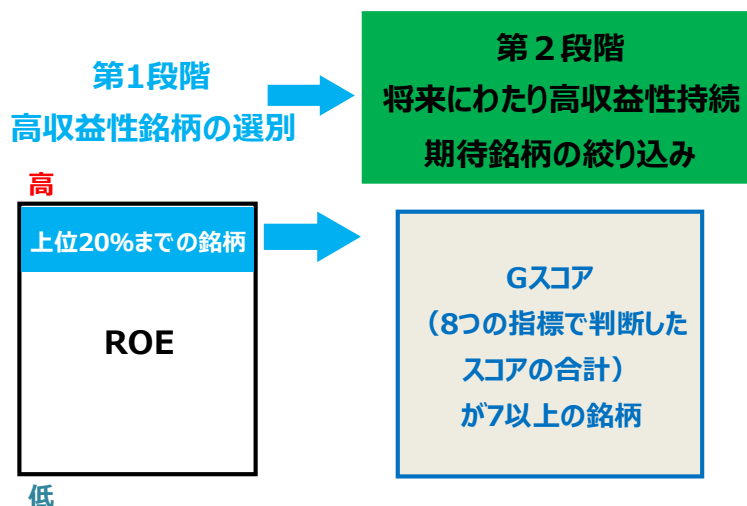 第1段階
高収益性銘柄の選別
第２段階
将来にわたり高収益性持続
期待銘柄の絞り込み
高
上位20%までの銘柄
ROE
低
Gスコア
（8つの指標で判断した
スコアの合計）
が7以上の銘柄